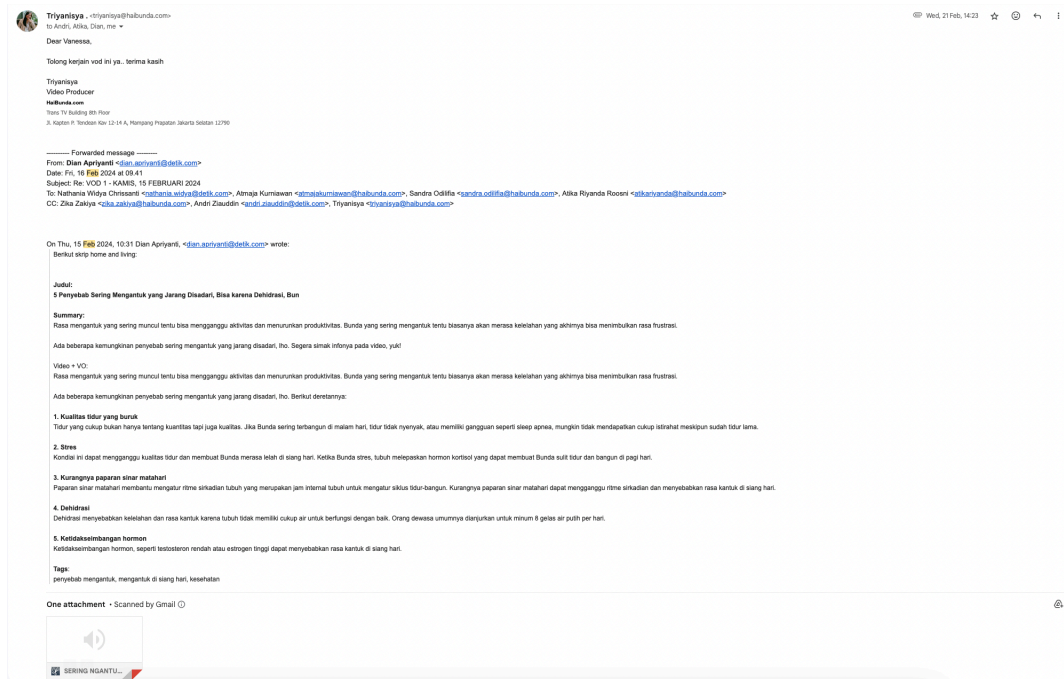 Triyanisya . <triyanisya@haibunda.com>
Wed, 21 Feb, 14:23
to Andri, Atika, Dian, me
Dear Vanessa,
Tolong kerjain vod ini ya.. terima kasih
Triyanisya
Video Producer
HaiBunda.com
Trans TV Building 8th Floor
Jl. Kapten P. Tendean Kav 12-14 A, Mampang Prapatan Jakarta Selatan 12790
---------- Forwarded message ---------
From: Dian Apriyanti <dian.apriyanti@detik.com>
Date: Fri, 16 Feb 2024 at 09.41
Subject: Re: VOD 1 - KAMIS, 15 FEBRUARI 2024
To: Nathania Widya Chrissanti <nathania.widya@detik.com>, Atmaja Kurniawan <atmajakurniawan@haibunda.com>, Sandra Odilifia <sandra.odilifia@haibunda.com>, Atika Riyanda Roosni <atikariyanda@haibunda.com>
CC: Zika Zakiya <zika.zakiya@haibunda.com>, Andri Ziauddin <andri.ziauddin@detik.com>, Triyanisya <triyanisya@haibunda.com>
On Thu, 15 Feb 2024, 10:31 Dian Apriyanti, <dian.apriyanti@detik.com> wrote:
Berikut skrip home and living:
Judul:
5 Penyebab Sering Mengantuk yang Jarang Disadari, Bisa karena Dehidrasi, Bun
Summary:
Rasa mengantuk yang sering muncul tentu bisa mengganggu aktivitas dan menurunkan produktivitas. Bunda yang sering mengantuk tentu biasanya akan merasa kelelahan yang akhirnya bisa menimbulkan rasa frustrasi.
Ada beberapa kemungkinan penyebab sering mengantuk yang jarang disadari, lho. Segera simak infonya pada video, yuk!
Video + VO:
Rasa mengantuk yang sering muncul tentu bisa mengganggu aktivitas dan menurunkan produktivitas. Bunda yang sering mengantuk tentu biasanya akan merasa kelelahan yang akhirnya bisa menimbulkan rasa frustrasi.
Ada beberapa kemungkinan penyebab sering mengantuk yang jarang disadari, lho. Berikut deretannya:
1. Kualitas tidur yang buruk
Tidur yang cukup bukan hanya tentang kuantitas tapi juga kualitas. Jika Bunda sering terbangun di malam hari, tidur tidak nyenyak, atau memiliki gangguan seperti sleep apnea, mungkin tidak mendapatkan cukup istirahat meskipun sudah tidur lama.
2. Stres
Kondisi ini dapat mengganggu kualitas tidur dan membuat Bunda merasa lelah di siang hari. Ketika Bunda stres, tubuh melepaskan hormon kortisol yang dapat membuat Bunda sulit tidur dan bangun di pagi hari.
3. Kurangnya paparan sinar matahari
Paparan sinar matahari membantu mengatur ritme sirkadian tubuh yang merupakan jam internal tubuh untuk mengatur siklus tidur-bangun. Kurangnya paparan sinar matahari dapat mengganggu ritme sirkadian dan menyebabkan rasa kantuk di siang hari.
4. Dehidrasi
Dehidrasi menyebabkan kelelahan dan rasa kantuk karena tubuh tidak memiliki cukup air untuk berfungsi dengan baik. Orang dewasa umumnya dianjurkan untuk minum 8 gelas air putih per hari.
5. Ketidakseimbangan hormon
Ketidakseimbangan hormon, seperti testosteron rendah atau estrogen tinggi dapat menyebabkan rasa kantuk di siang hari.
Tags:
penyebab mengantuk, mengantuk di siang hari, kesehatan
One attachment • Scanned by Gmail
SERING NGANTU...